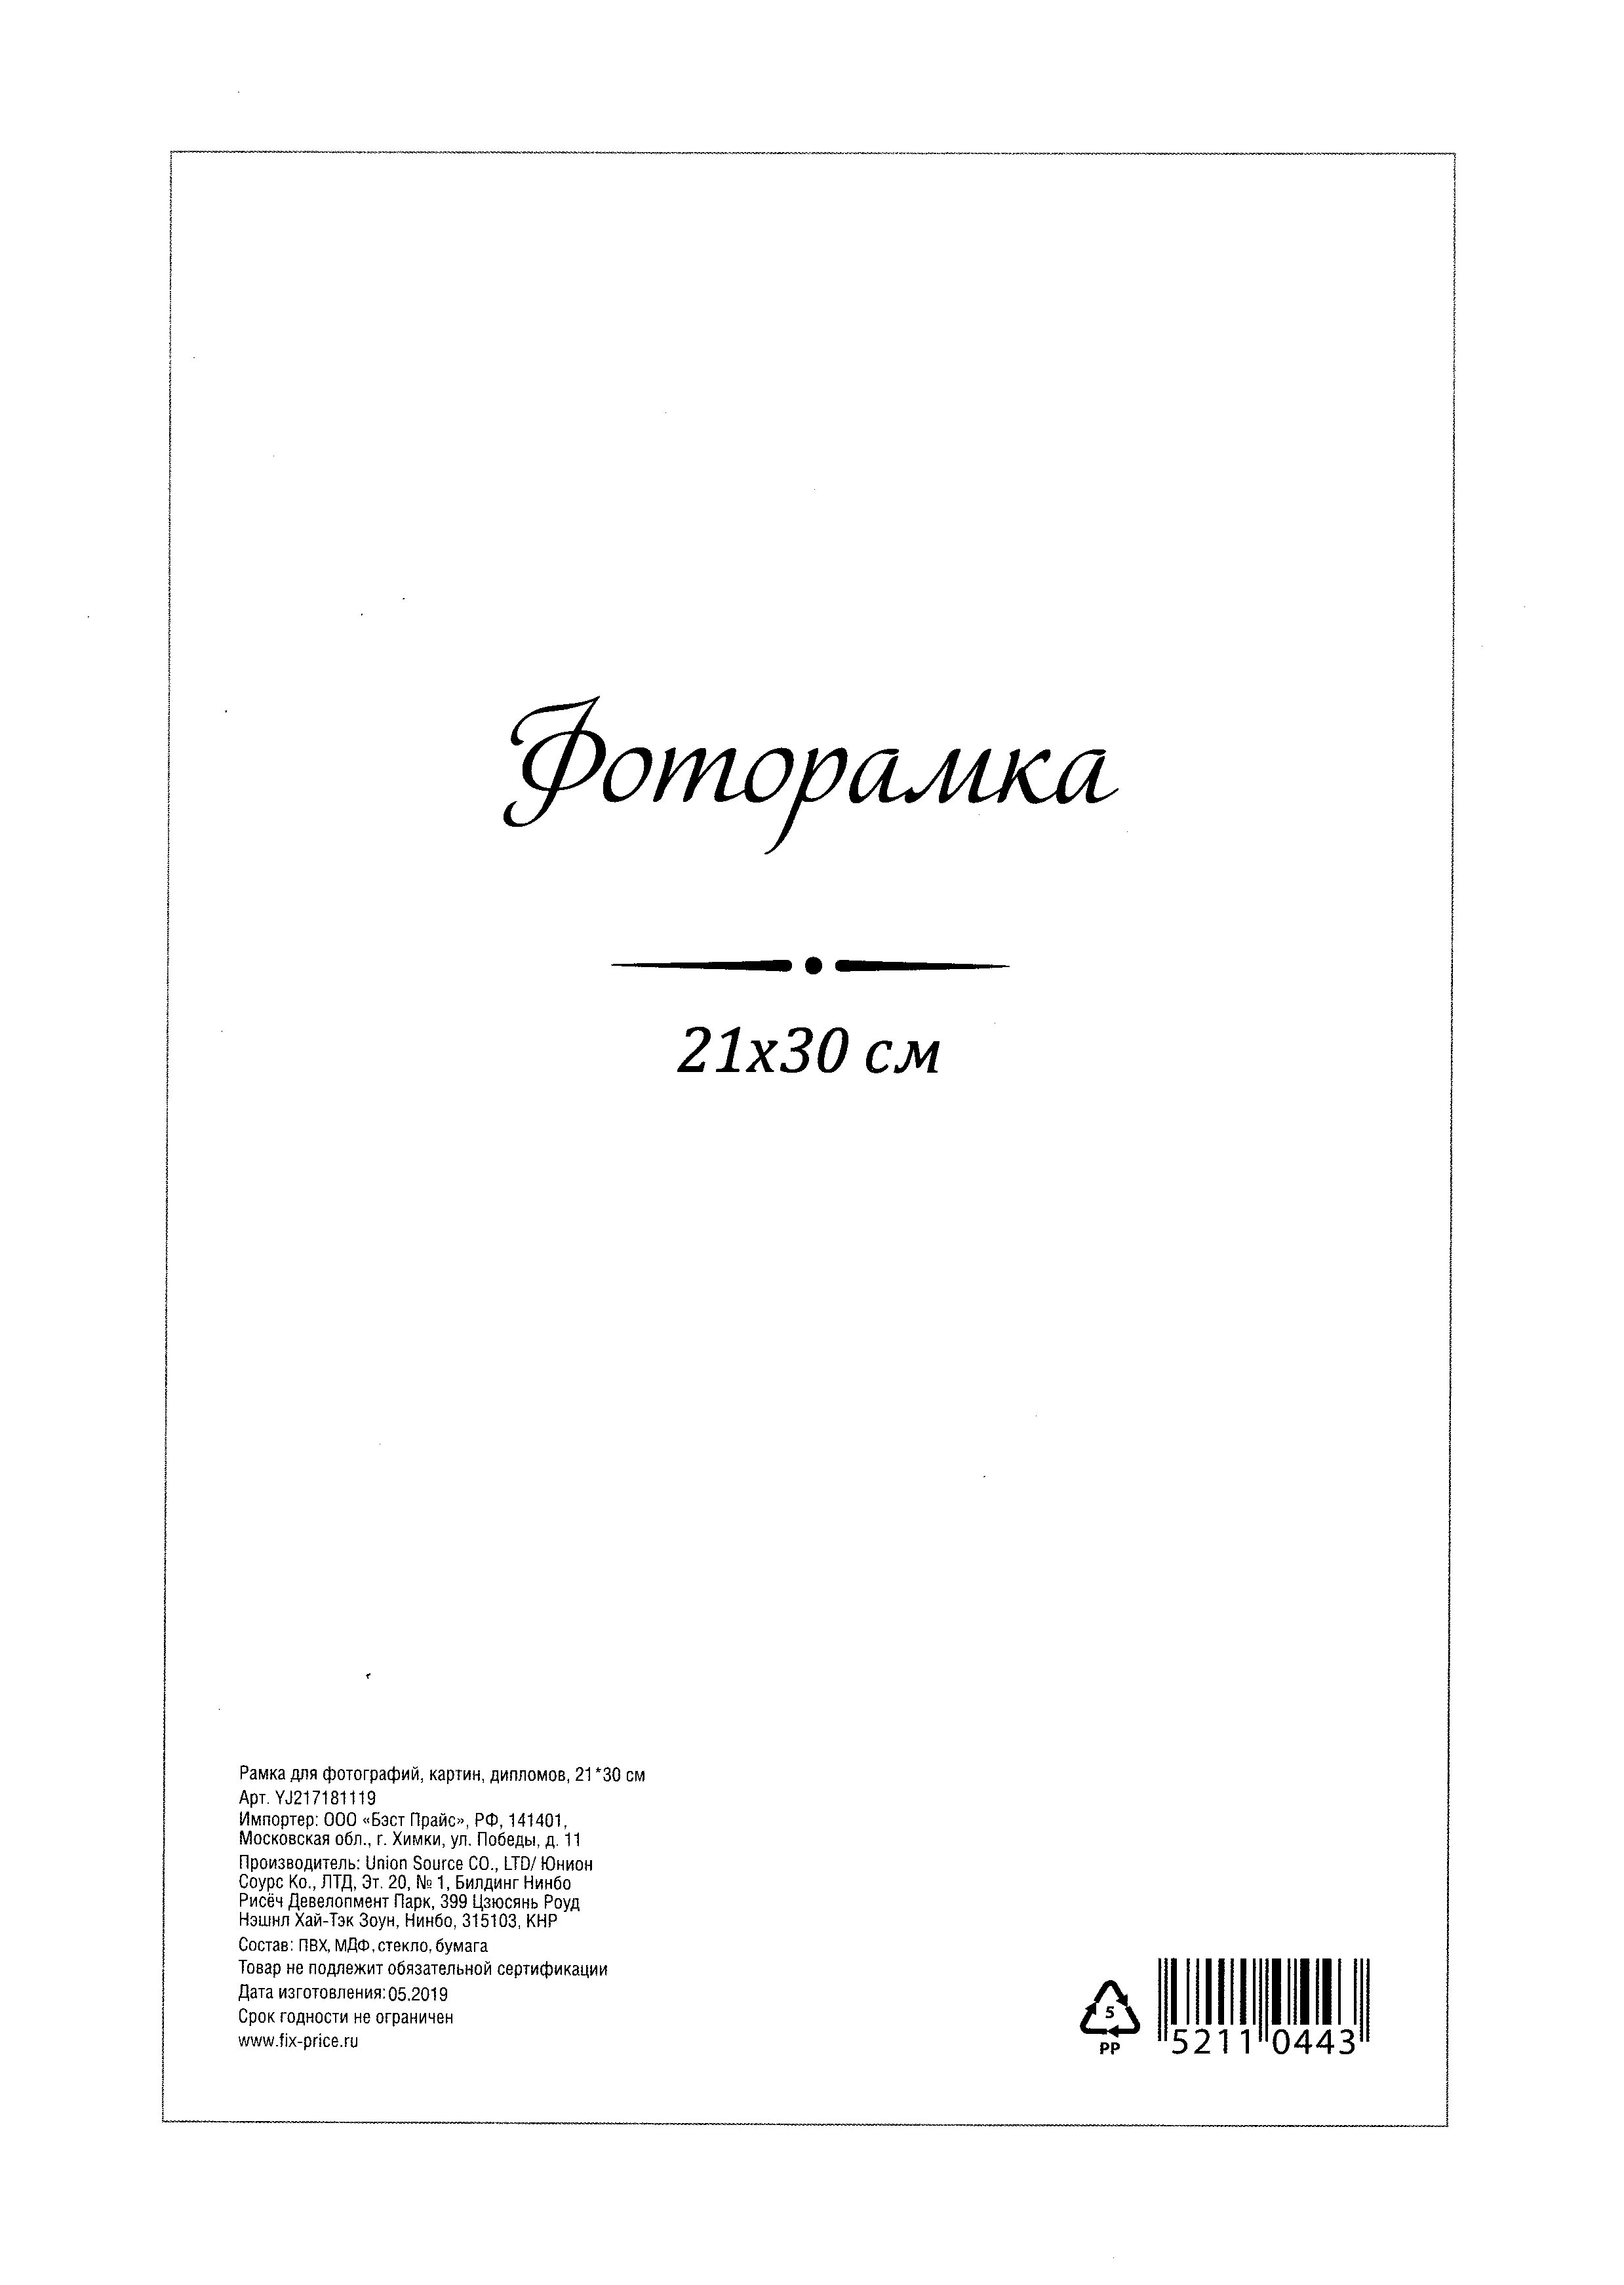 Фоторамка
21х30 см
Рамка для фотографий, картин, дипломов, 21*30 см
Арт. YJ217181119
Импортер: ООО «Бэст Прайс», РФ, 141401,
Московская обл., г. Химки, ул. Победы, д. 11
Производитель: Union Source CO., LTD/ Юнион
Соурс Ко., ЛТД, Эт. 20, № 1, Билдинг Нинбо
Рисёч Девелопмент Парк, 399 Цзюсянь Роуд
Нэшнл Хай-Тэк Зоун, Нинбо, 315103, КНР
Состав: ПВХ, МДФ, стекло, бумага
Товар не подлежит обязательной сертификации
Дата изготовления: 05.2019
Срок годности не ограничен
www.fix-price.ru
5
PP
5211 0443